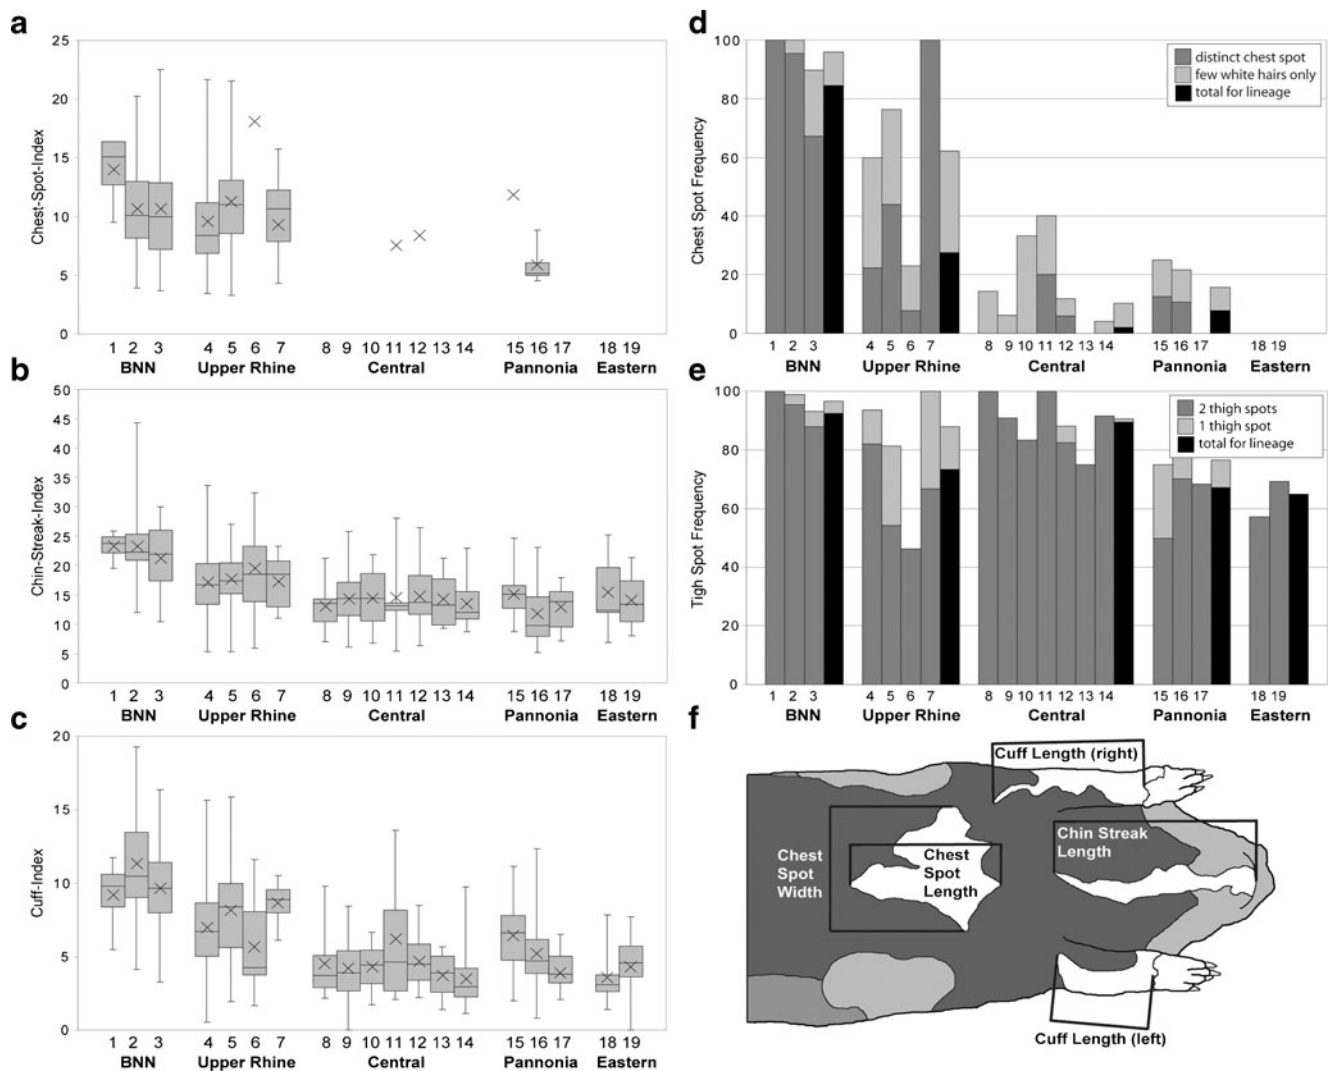 a
25
20
15
10
5
0
Chest-Spot-Index
1 2 3 4 5 6 7 8 9 10 11 12 13 14 15 16 17 18 19
BNN Upper Rhine Central Pannonia Eastern
b
50
45
40
35
30
25
20
15
10
5
0
Chin-Streak-Index
1 2 3 4 5 6 7 8 9 10 11 12 13 14 15 16 17 18 19
BNN Upper Rhine Central Pannonia Eastern
c
20
15
10
5
0
Cuff-Index
1 2 3 4 5 6 7 8 9 10 11 12 13 14 15 16 17 18 19
BNN Upper Rhine Central Pannonia Eastern
d
100
80
60
40
20
0
Chest Spot Frequency
distinct chest spot
few white hairs only
total for lineage
1 2 3 4 5 6 7 8 9 10 11 12 13 14 15 16 17 18 19
BNN Upper Rhine Central Pannonia Eastern
e
100
80
60
40
20
0
Tigh Spot Frequency
2 thigh spots
1 thigh spot
total for lineage
1 2 3 4 5 6 7 8 9 10 11 12 13 14 15 16 17 18 19
BNN Upper Rhine Central Pannonia Eastern
f
Cuff Length (right)
Chin Streak
Length
Chest
Spot
Width
Chest
Spot
Length
Cuff Length (left)